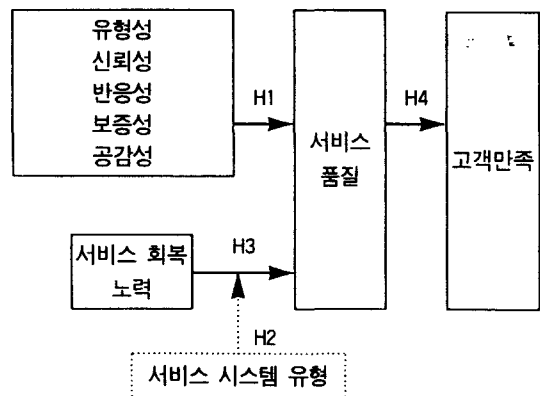 유형성
신뢰성
반응성
보증성
공감성
H1
서비스
품질
H4
고객만족
서비스 회복
노력
H3
H2
서비스 시스템 유형